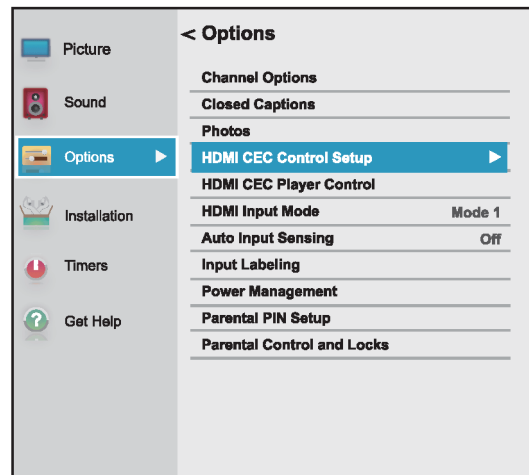 Picture
Sound
Options
Installation
Timers
Get Help
< Options
Channel Options
Closed Captions
Photos
HDMI CEC Control Setup
HDMI CEC Player Control
HDMI Input Mode Mode 1
Auto Input Sensing Off
Input Labeling
Power Management
Parental PIN Setup
Parental Control and Locks